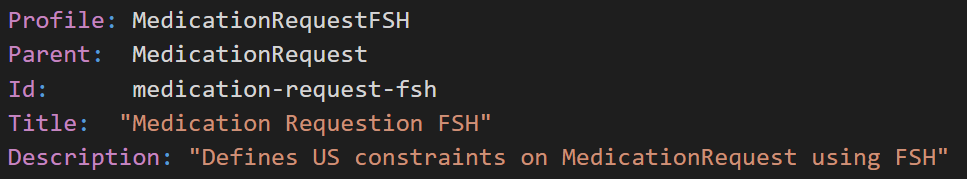 Profile: MedicationRequestFSH
Parent:  MedicationRequest
Id:      medication-request-fsh
Title:  "Medication Requestion FSH"
Description: "Defines US constraints on MedicationRequest using FSH"